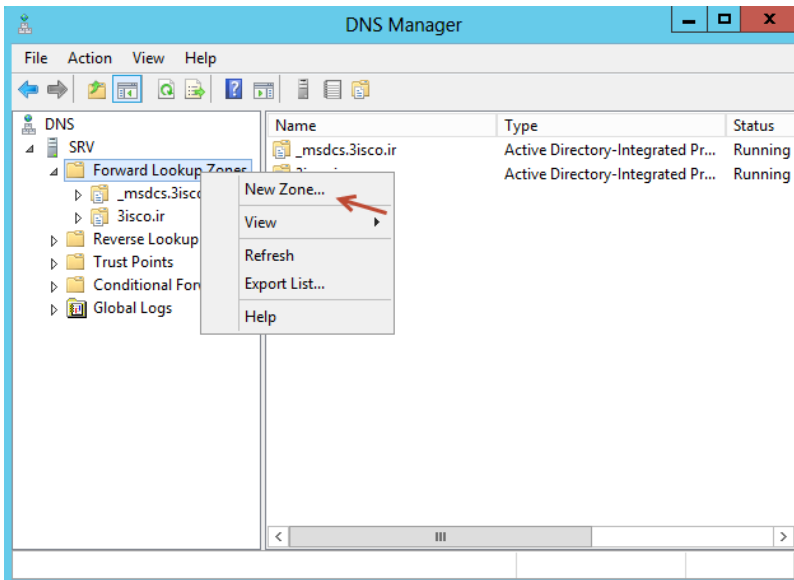 DNS Manager
File Action View Help
DNS
SRV
Forward Lookup Zones
_msdcs.3isco
3isco.ir
Reverse Lookup
Trust Points
Conditional For
Global Logs
New Zone...
View
Refresh
Export List...
Help
Name Type Status
_msdcs.3isco.ir Active Directory-Integrated Pr... Running
Active Directory-Integrated Pr... Running